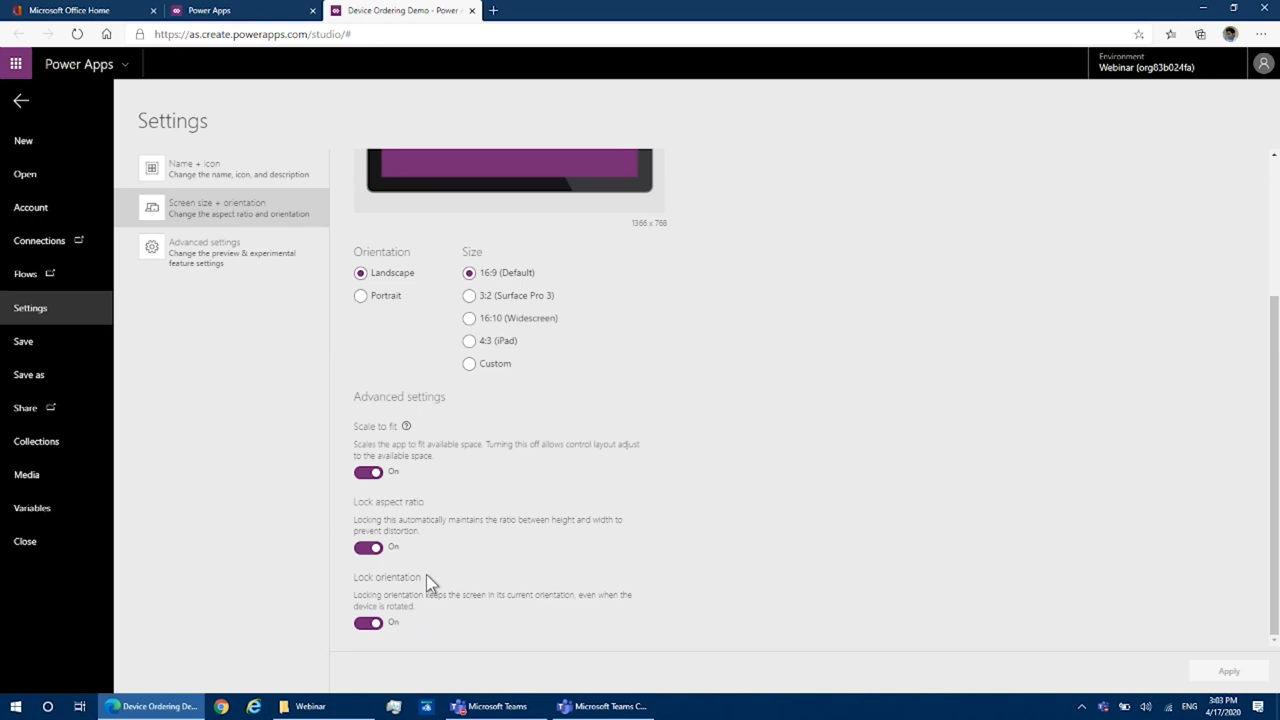 Microsoft Office Home
Power Apps
Device Ordering Demo - Power
https://as.create.powerapps.com/studio/#
Power Apps
Environment
Webinar (org83b024fa)
Settings
New
Open
Account
Connections
Flows
Settings
Save
Save as
Share
Collections
Media
Variables
Close
Name + icon
Change the name, icon, and description
Screen size + orientation
Change the aspect ratio and orientation
Advanced settings
Change the preview & experimental
feature settings
1366 x 768
Orientation
Landscape
Portrait
Size
16:9 (Default)
3:2 (Surface Pro 3)
16:10 (Widescreen)
4:3 (iPad)
Custom
Advanced settings
Scale to fit
Scales the app to fit available space. Turning this off allows control layout adjust
to the available space.
On
Lock aspect ratio
Locking this automatically maintains the ratio between height and width to
prevent distortion.
On
Lock orientation
Locking orientation keeps the screen in its current orientation, even when the
device is rotated.
On
Apply
Device Ordering De...
Webinar
Microsoft Teams
Microsoft Teams C...
ENG
3:03 PM
4/17/2020